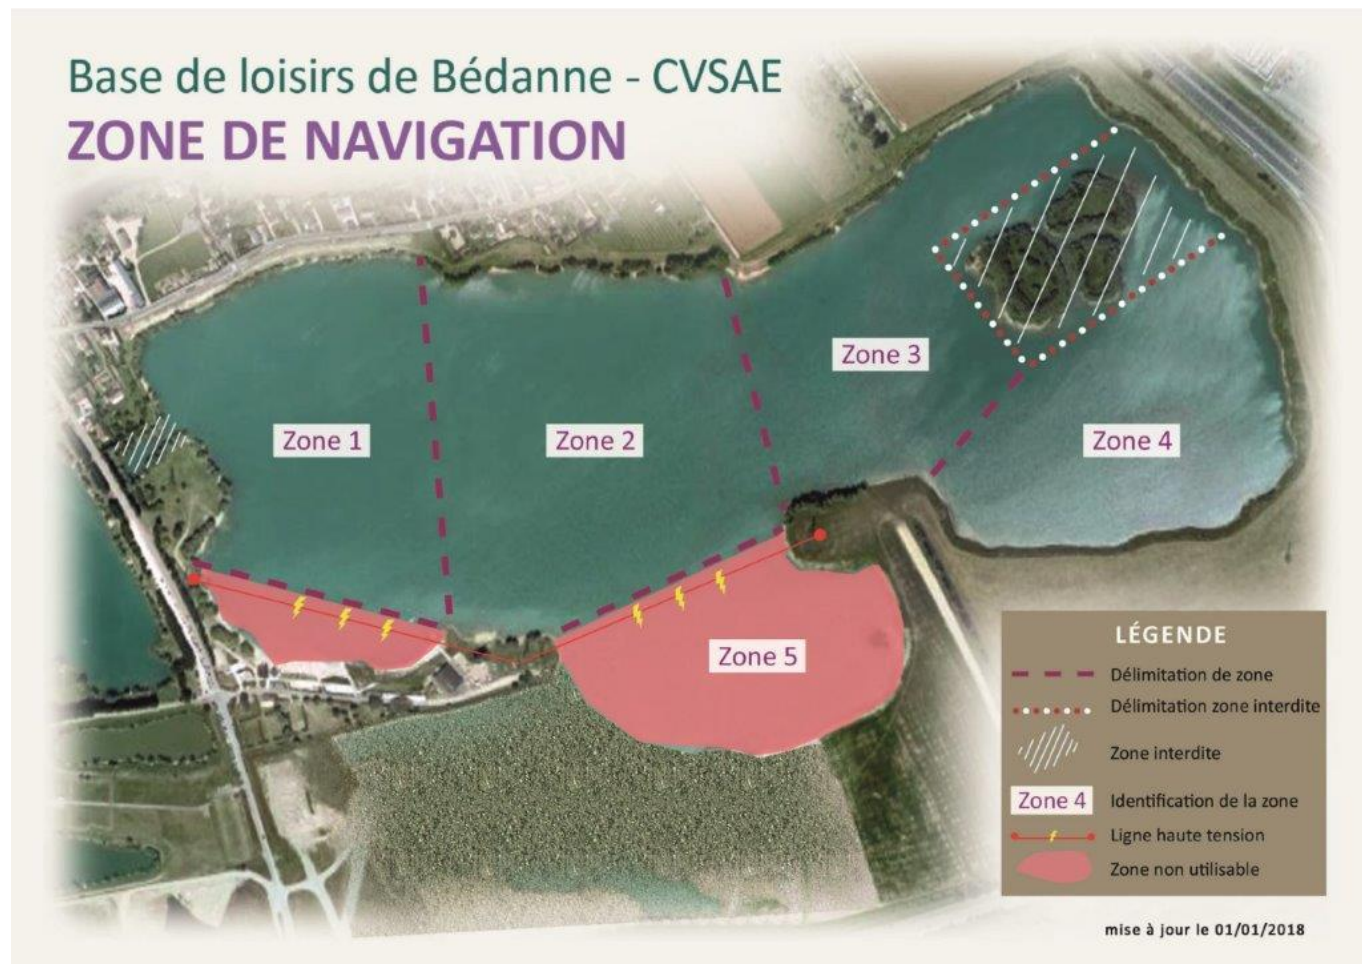 Base de loisirs de Bédanne - CVSAE
ZONE DE NAVIGATION
Zone 3
Zone 1
Zone 2
Zone 4
Zone 5
LÉGENDE
Délimitation de zone
Délimitation zone interdite
Zone interdite
Zone 4 Identification de la zone
Ligne haute tension
Zone non utilisable
mise à jour le 01/01/2018